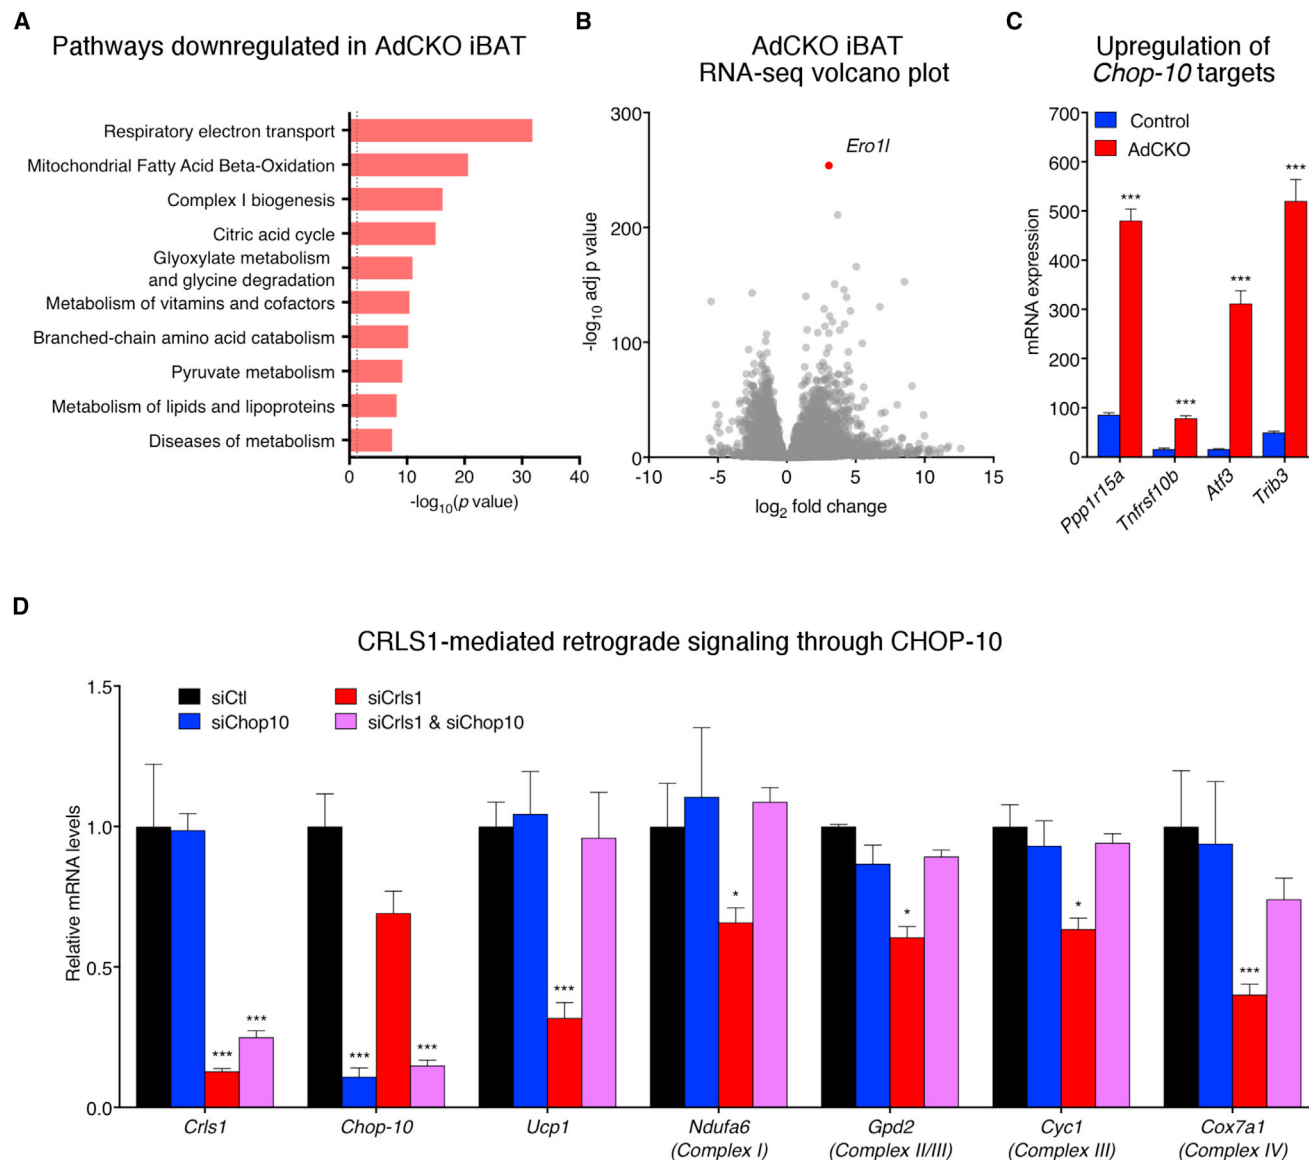 A
Pathways downregulated in AdCKO iBAT
Respiratory electron transport
Mitochondrial Fatty Acid Beta-Oxidation
Complex I biogenesis
Citric acid cycle
Glyoxylate metabolism
and glycine degradation
Metabolism of vitamins and cofactors
Branched-chain amino acid catabolism
Pyruvate metabolism
Metabolism of lipids and lipoproteins
Diseases of metabolism
0 10 20 30 40
-log10(p value)
B
AdCKO iBAT
RNA-seq volcano plot
-log10 adj p value
300
200
100
0
Ero1l
-10 -5 0 5 10 15
log2 fold change
C
Upregulation of
Chop-10 targets
mRNA expression
700
600
500
400
300
200
100
0
Control
AdCKO
***
***
***
***
Ppp1r15a
Tnfrsf10b
Atf3
Trib3
D
CRLS1-mediated retrograde signaling through CHOP-10
Relative mRNA levels
1.5
1.0
0.5
0.0
siCtl
siChop10
siCrls1
siCrls1 & siChop10
***
***
***
***
***
*
*
*
***
Crls1
Chop-10
Ucp1
Ndufa6
(Complex I)
Gpd2
(Complex II/III)
Cyc1
(Complex III)
Cox7a1
(Complex IV)